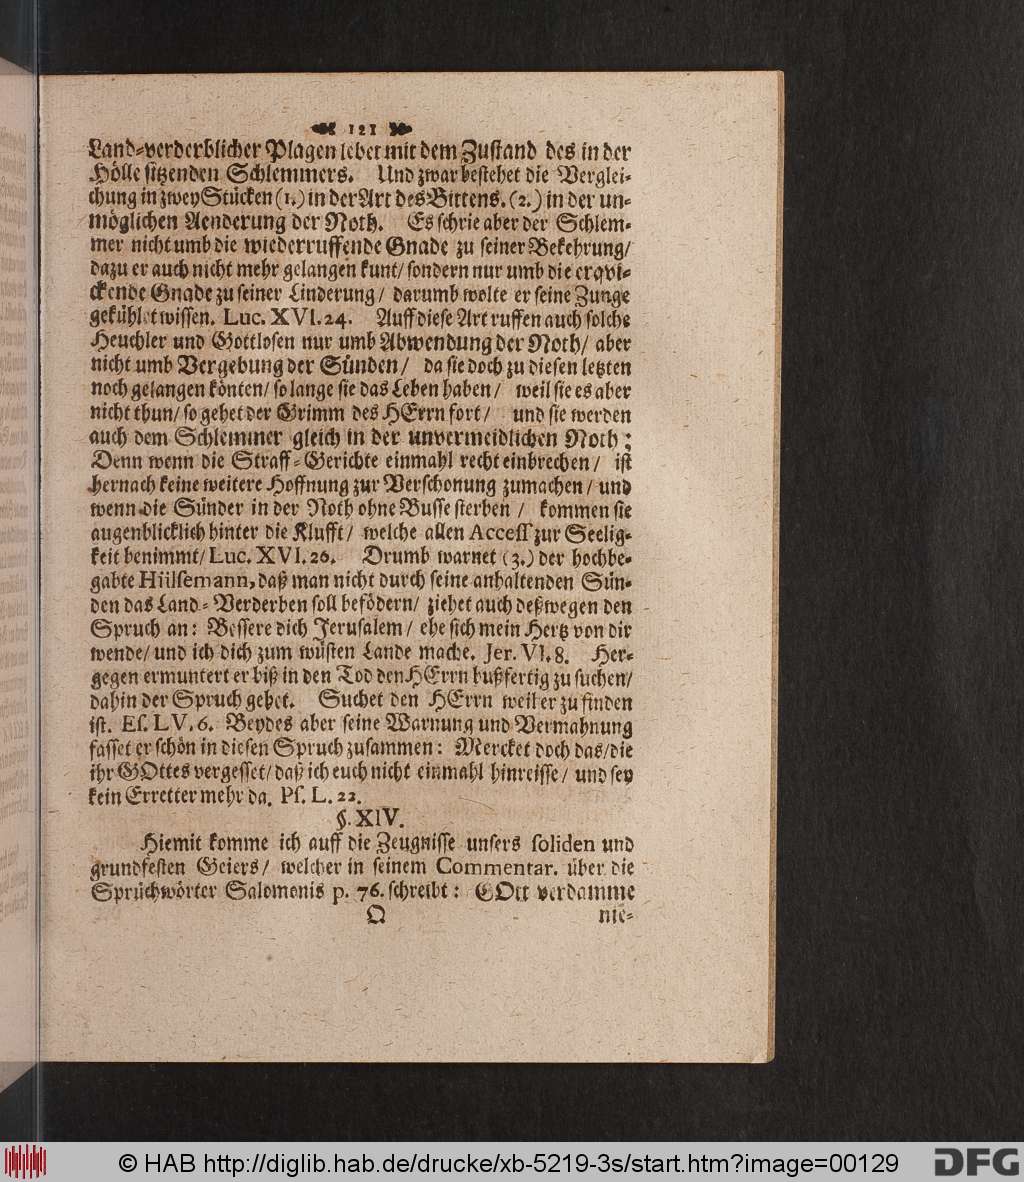 121
Land-verderblicher Plagen lebet mit dem Zustand des in der
Hölle sitzenden Schlemmers. Und zwar bestehet die Verglei-
chung in zwey Stücken (1.) in der Art des Bittens. (2.) in der un-
möglichen Aenderung der Noth. Es schrie aber der Schlem-
mer nicht umb die wiederruffende Gnade zu seiner Bekehrung/
dazu er auch nicht mehr gelangen kunt/ sondern nur umb die erqvi-
ckende Gnade zu seiner Linderung/ darumb wolte er seine Zunge
gekühlet wissen. Luc. XVI. 24. Auff diese Art ruffen auch solche
Heuchler und Gottlosen nur umb Abwendung der Noth/ aber
nicht umb Vergebung der Sünden/ da sie doch zu diesen letzten
noch gelangen könten/ so lange sie das Leben haben/ weil sie es aber
nicht thun/ so gehet der Grimm des HErrn fort/ und sie werden
auch dem Schlemmer gleich in der unvermeidlichen Noth:
Denn wenn die Straff-Gerichte einmahl recht einbrechen/ ist
hernach keine weitere Hoffnung zur Verschonung zumachen/ und
wenn die Sünder in der Noth ohne Busse sterben/ kommen sie
augenblicklich hinter die Klufft/ welche allen Access zur Seelig-
keit benimmt/ Luc. XVI. 26. Drumb warnet (3.) der hochbe-
gabte Hülsemann, daß man nicht durch seine anhaltenden Sün-
den das Land-Verderben soll befödern/ ziehet auch deßwegen den
Spruch an: Bessere dich Jerusalem/ ehe sich mein Hertz von dir
wende/ und ich dich zum wüsten Lande mache. Jer. VI. 8. Her-
gegen ermuntert er biß in den Tod den HErrn bußfertig zu suchen/
dahin der Spruch gehet. Suchet den HErrn weil er zu finden
ist. Es. LV. 6. Beydes aber seine Warnung und Vermahnung
fasset er schön in diesen Spruch zusammen: Mercket doch das/ die
ihr GOttes vergesset/ daß ich euch nicht einmahl hinreisse/ und sey
kein Erretter mehr da. Ps. L. 22.
§. XIV.
Hiemit komme ich auff die Zeugnisse unsers soliden und
grundfesten Geiers/ welcher in seinem Commentar. über die
Sprüchwörter Salomonis p. 76. schreibt: GOtt verdamme
Q nie-
© HAB http://diglib.hab.de/drucke/xb-5219-3s/start.htm?image=00129
DFG